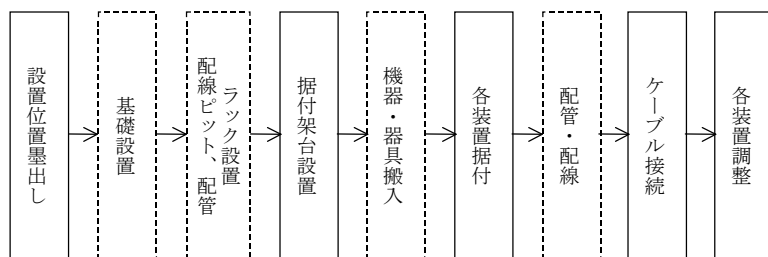 設置位置墨出し
基礎設置
配線ピット、配管
ラック設置
据付架台設置
機器・器具搬入
各装置据付
配管・配線
ケーブル接続
各装置調整